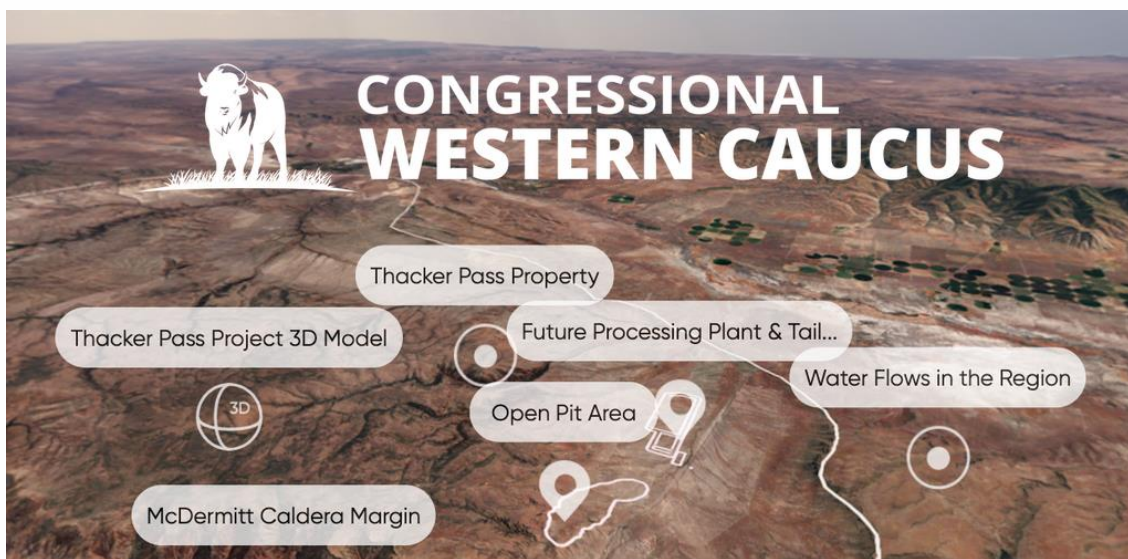 CONGRESSIONAL
WESTERN CAUCUS
Thacker Pass Property
Thacker Pass Project 3D Model
Future Processing Plant & Tail...
Water Flows in the Region
3D
Open Pit Area
McDermitt Caldera Margin